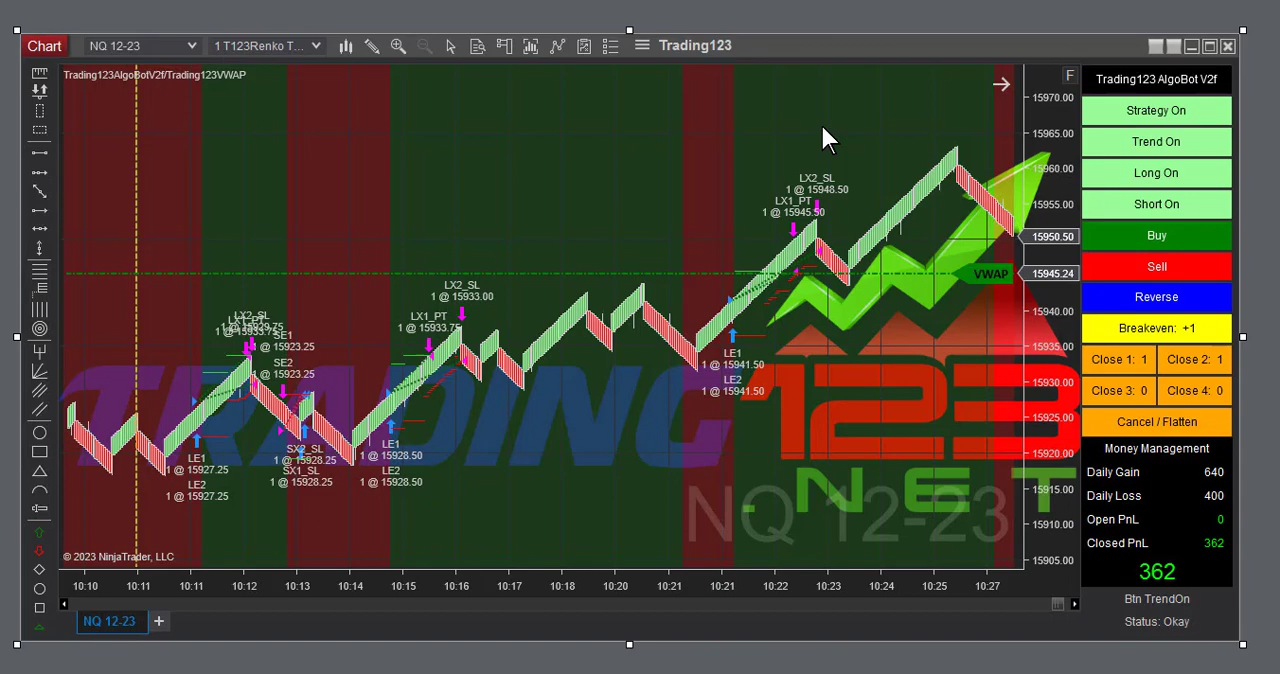 Chart
NQ 12-23
1 T123Renko T...
Trading123
Trading123AlgoBotV2f/Trading123VWAP
F
15970.00
15965.00
15960.00
15955.00
15950.50
15945.24
15940.00
15935.00
15930.00
15925.00
15920.00
15915.00
15910.00
15905.00
VWAP
LX2_SL
1 @ 15948.50
LX1_PT
1 @ 15945.50
LX2_SL
1 @ 15933.00
LX1_PT
1 @ 15933.75
LX2_SL
SE1
1 @ 15923.25
SE2
1 @ 15923.25
LE1
1 @ 15941.50
LE2
1 @ 15941.50
LE1
1 @ 15927.25
LE2
1 @ 15927.25
SX2_SL
1 @ 15928.25
SX1_SL
1 @ 15928.25
LE1
1 @ 15928.50
LE2
1 @ 15928.50
TRADING
123
.NET
NQ 12-23
© 2023 NinjaTrader, LLC
10:10 10:11 10:11 10:12 10:13 10:14 10:15 10:16 10:17 10:18 10:20 10:21 10:21 10:22 10:23 10:24 10:25 10:27
NQ 12-23
+
Trading123 AlgoBot V2f
Strategy On
Trend On
Long On
Short On
Buy
Sell
Reverse
Breakeven: +1
Close 1: 1 Close 2: 1
Close 3: 0 Close 4: 0
Cancel / Flatten
Money Management
Daily Gain 640
Daily Loss 400
Open PnL 0
Closed PnL 362
362
Btn TrendOn
Status: Okay